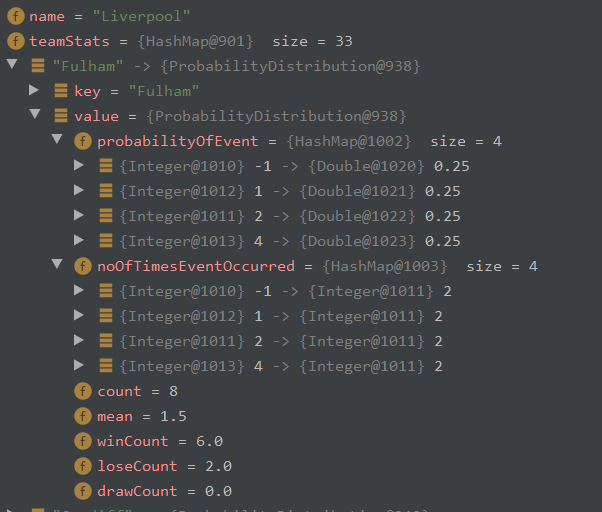 f name = "Liverpool"
f teamStats = {HashMap@901} size = 33
"Fulham" -> {ProbabilityDistribution@938}
key = "Fulham"
value = {ProbabilityDistribution@938}
f probabilityOfEvent = {HashMap@1002} size = 4
{Integer@1010} -1 -> {Double@1020} 0.25
{Integer@1012} 1 -> {Double@1021} 0.25
{Integer@1011} 2 -> {Double@1022} 0.25
{Integer@1013} 4 -> {Double@1023} 0.25
f noOfTimesEventOccurred = {HashMap@1003} size = 4
{Integer@1010} -1 -> {Integer@1011} 2
{Integer@1012} 1 -> {Integer@1011} 2
{Integer@1011} 2 -> {Integer@1011} 2
{Integer@1013} 4 -> {Integer@1011} 2
f count = 8
f mean = 1.5
f winCount = 6.0
f loseCount = 2.0
f drawCount = 0.0